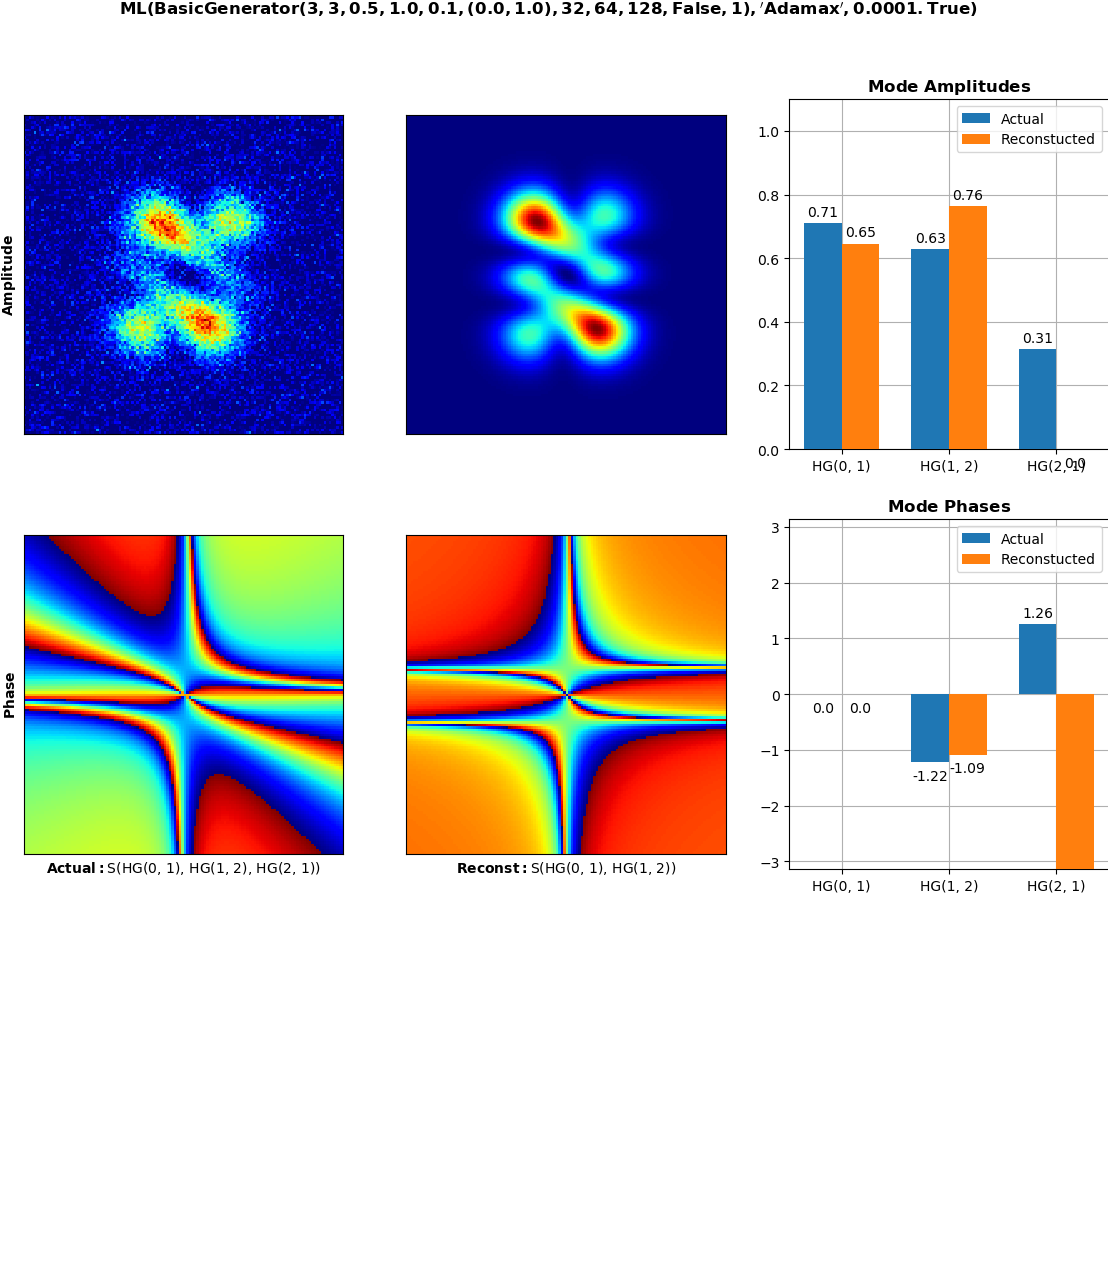 ML(BasicGenerator(3, 3, 0.5, 1.0, 0.1, (0.0, 1.0), 32, 64, 128, False, 1), ′Adamax′, 0.0001. True)
Amplitude
Mode Amplitudes
Actual
Reconstucted
1.0
0.8
0.6
0.4
0.2
0.0
0.71
0.65
0.63
0.76
0.31
0.0
HG(0, 1)
HG(1, 2)
HG(2, 1)
Phase
Actual: S(HG(0, 1), HG(1, 2), HG(2, 1))
Reconst: S(HG(0, 1), HG(1, 2))
Mode Phases
Actual
Reconstucted
3
2
1
0
−1
−2
−3
0.0
0.0
-1.22
-1.09
1.26
HG(0, 1)
HG(1, 2)
HG(2, 1)